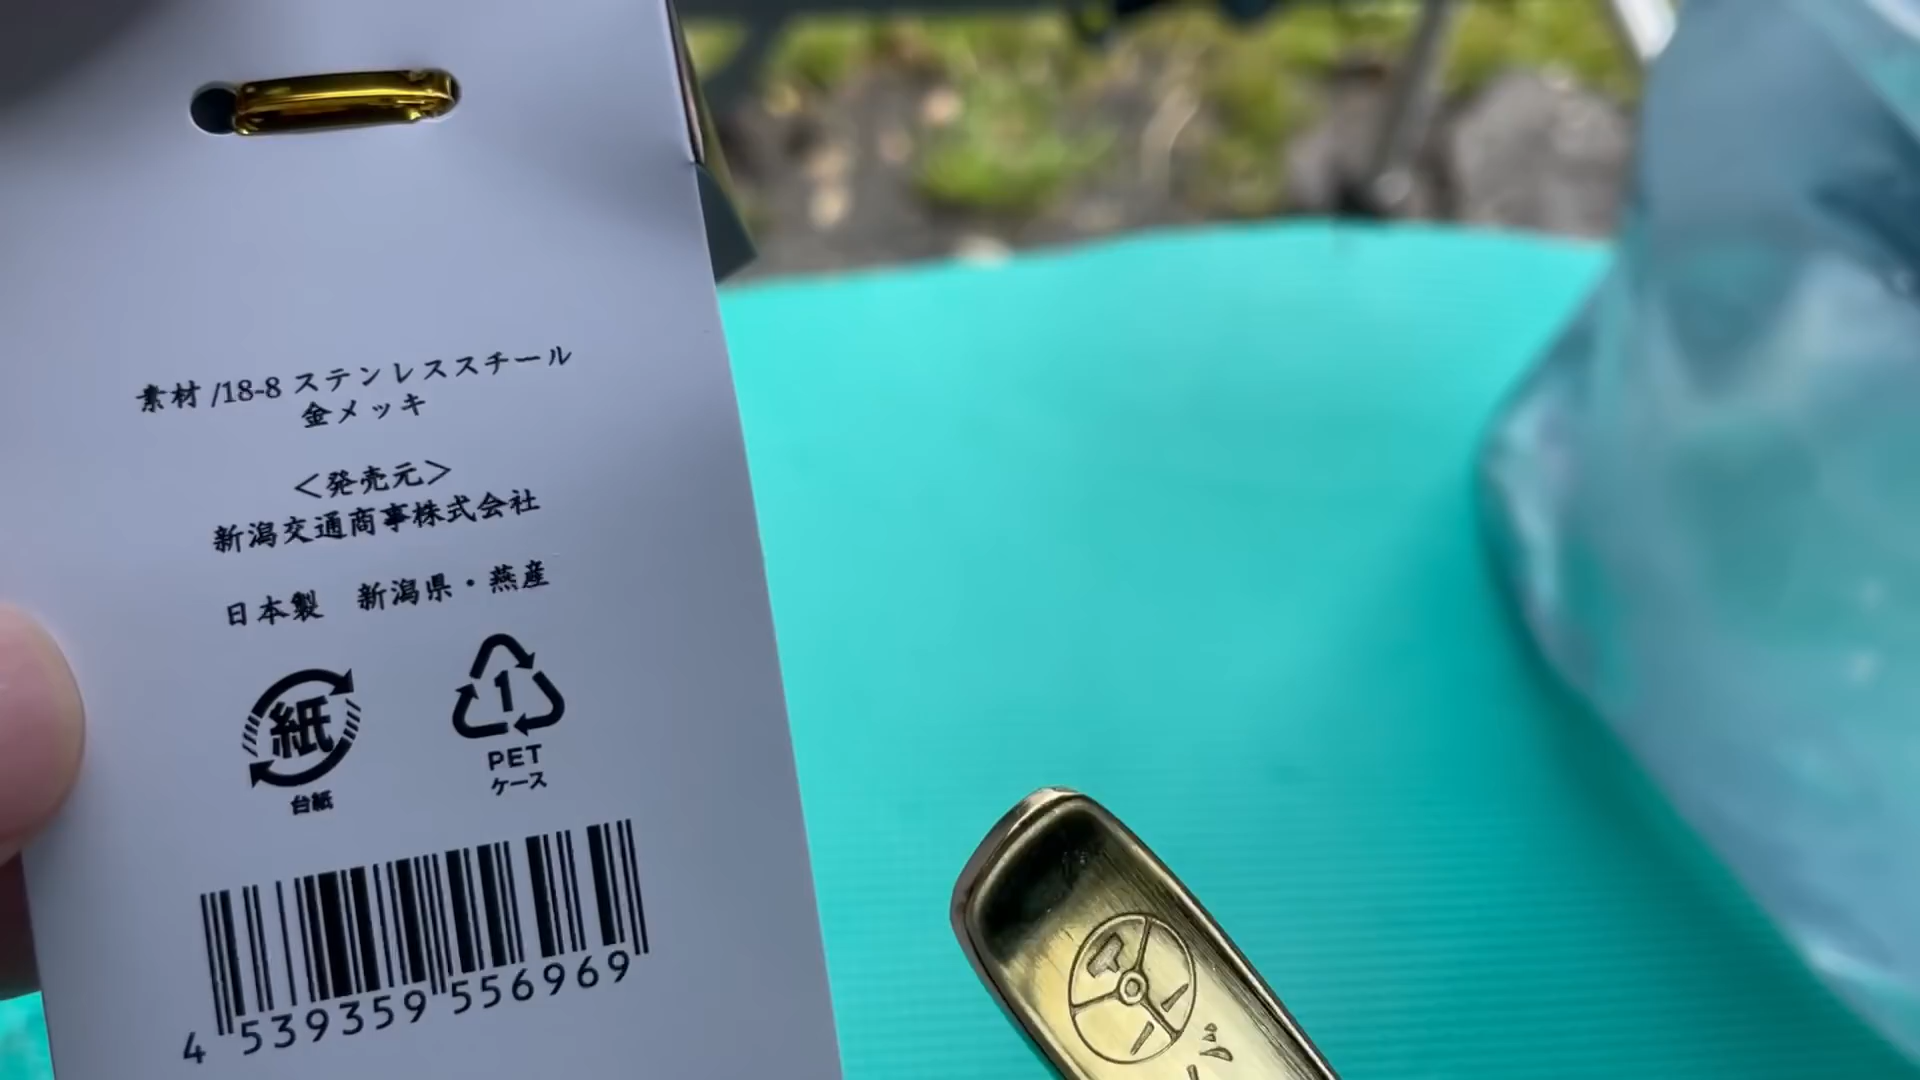 素材/18-8 ステンレススチール
金メッキ
＜発売元＞
新潟交通商事株式会社
日本製　新潟県・燕産
紙
台紙
1
PET
ケース
4 539359 556969